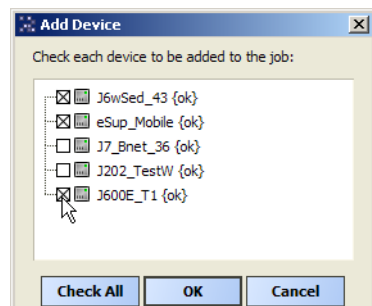 Add Device
Check each device to be added to the job:
J6wSed_43 {ok}
eSup_Mobile {ok}
J7_Bnet_36 {ok}
J202_TestW {ok}
J600E_T1 {ok}
Check All OK Cancel